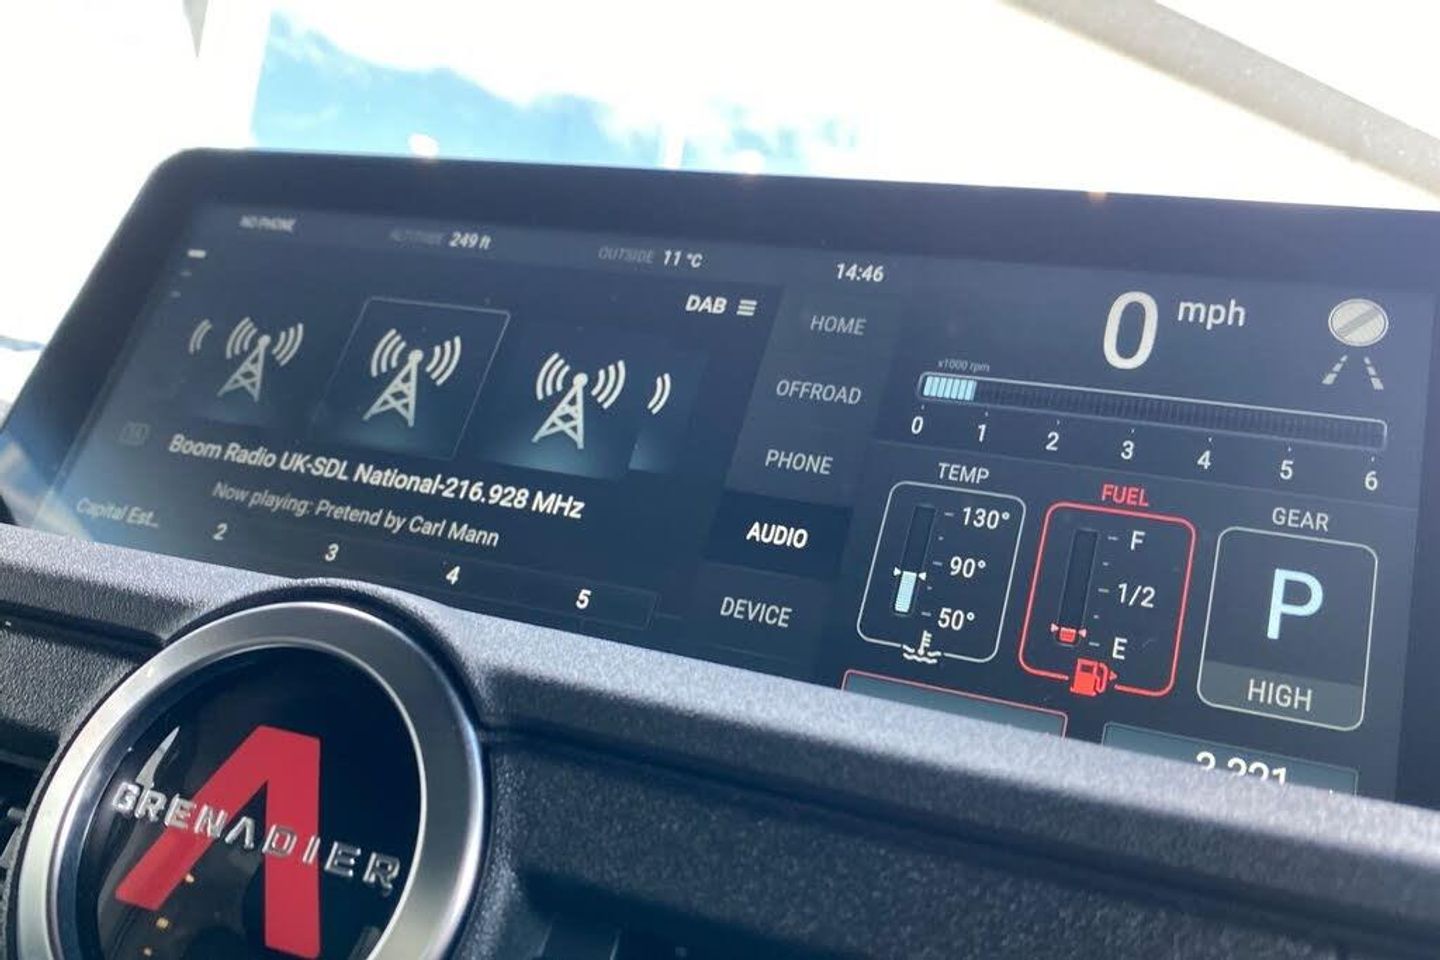 NO PHONE
ALTITUDE 249 ft
OUTSIDE 11 °C
14:46
DAB
HOME
OFFROAD
PHONE
AUDIO
DEVICE
Boom Radio UK-SDL National-216.928 MHz
Now playing: Pretend by Carl Mann
Capital Est..
2
3
4
5
0 mph
x1000 rpm
0 1 2 3 4 5 6
TEMP
130°
90°
50°
FUEL
F
1/2
E
GEAR
P
HIGH
GRENADIER